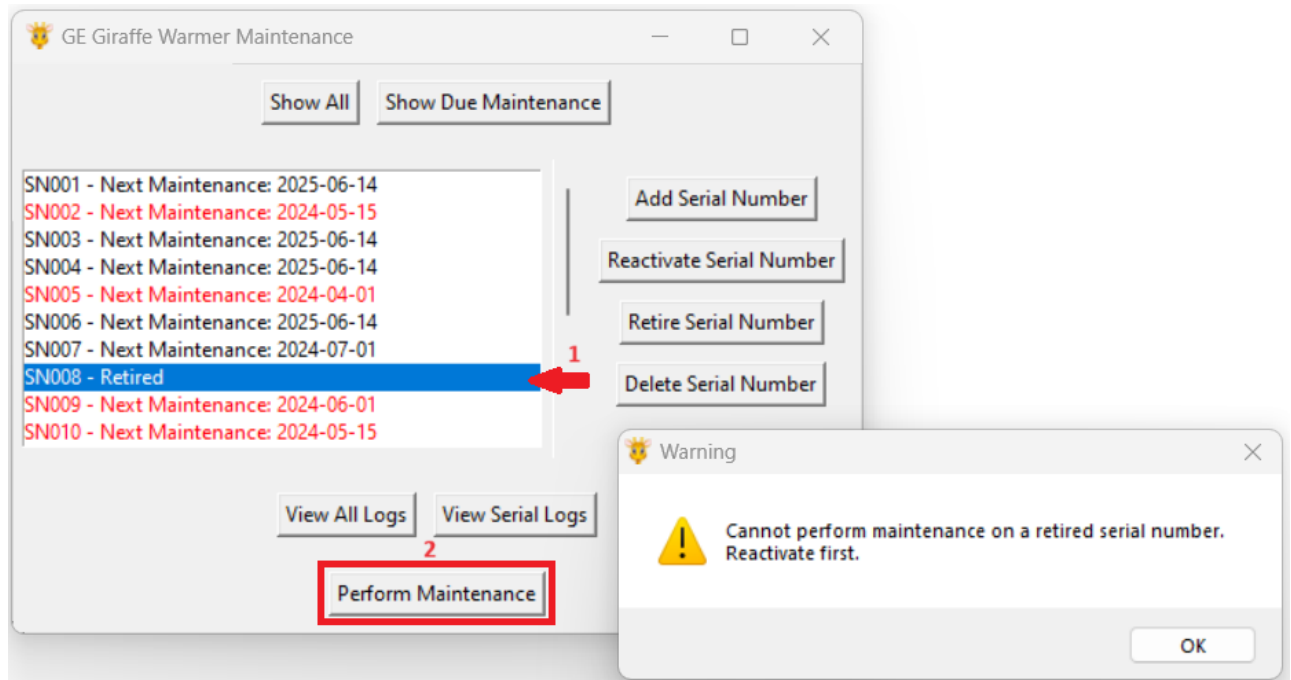 GE Giraffe Warmer Maintenance
Show All
Show Due Maintenance
SN001 - Next Maintenance: 2025-06-14
SN002 - Next Maintenance: 2024-05-15
SN003 - Next Maintenance: 2025-06-14
SN004 - Next Maintenance: 2025-06-14
SN005 - Next Maintenance: 2024-04-01
SN006 - Next Maintenance: 2025-06-14
SN007 - Next Maintenance: 2024-07-01
SN008 - Retired
SN009 - Next Maintenance: 2024-06-01
SN010 - Next Maintenance: 2024-05-15
1
Add Serial Number
Reactivate Serial Number
Retire Serial Number
Delete Serial Number
View All Logs
View Serial Logs
2
Perform Maintenance
Warning
Cannot perform maintenance on a retired serial number.
Reactivate first.
OK